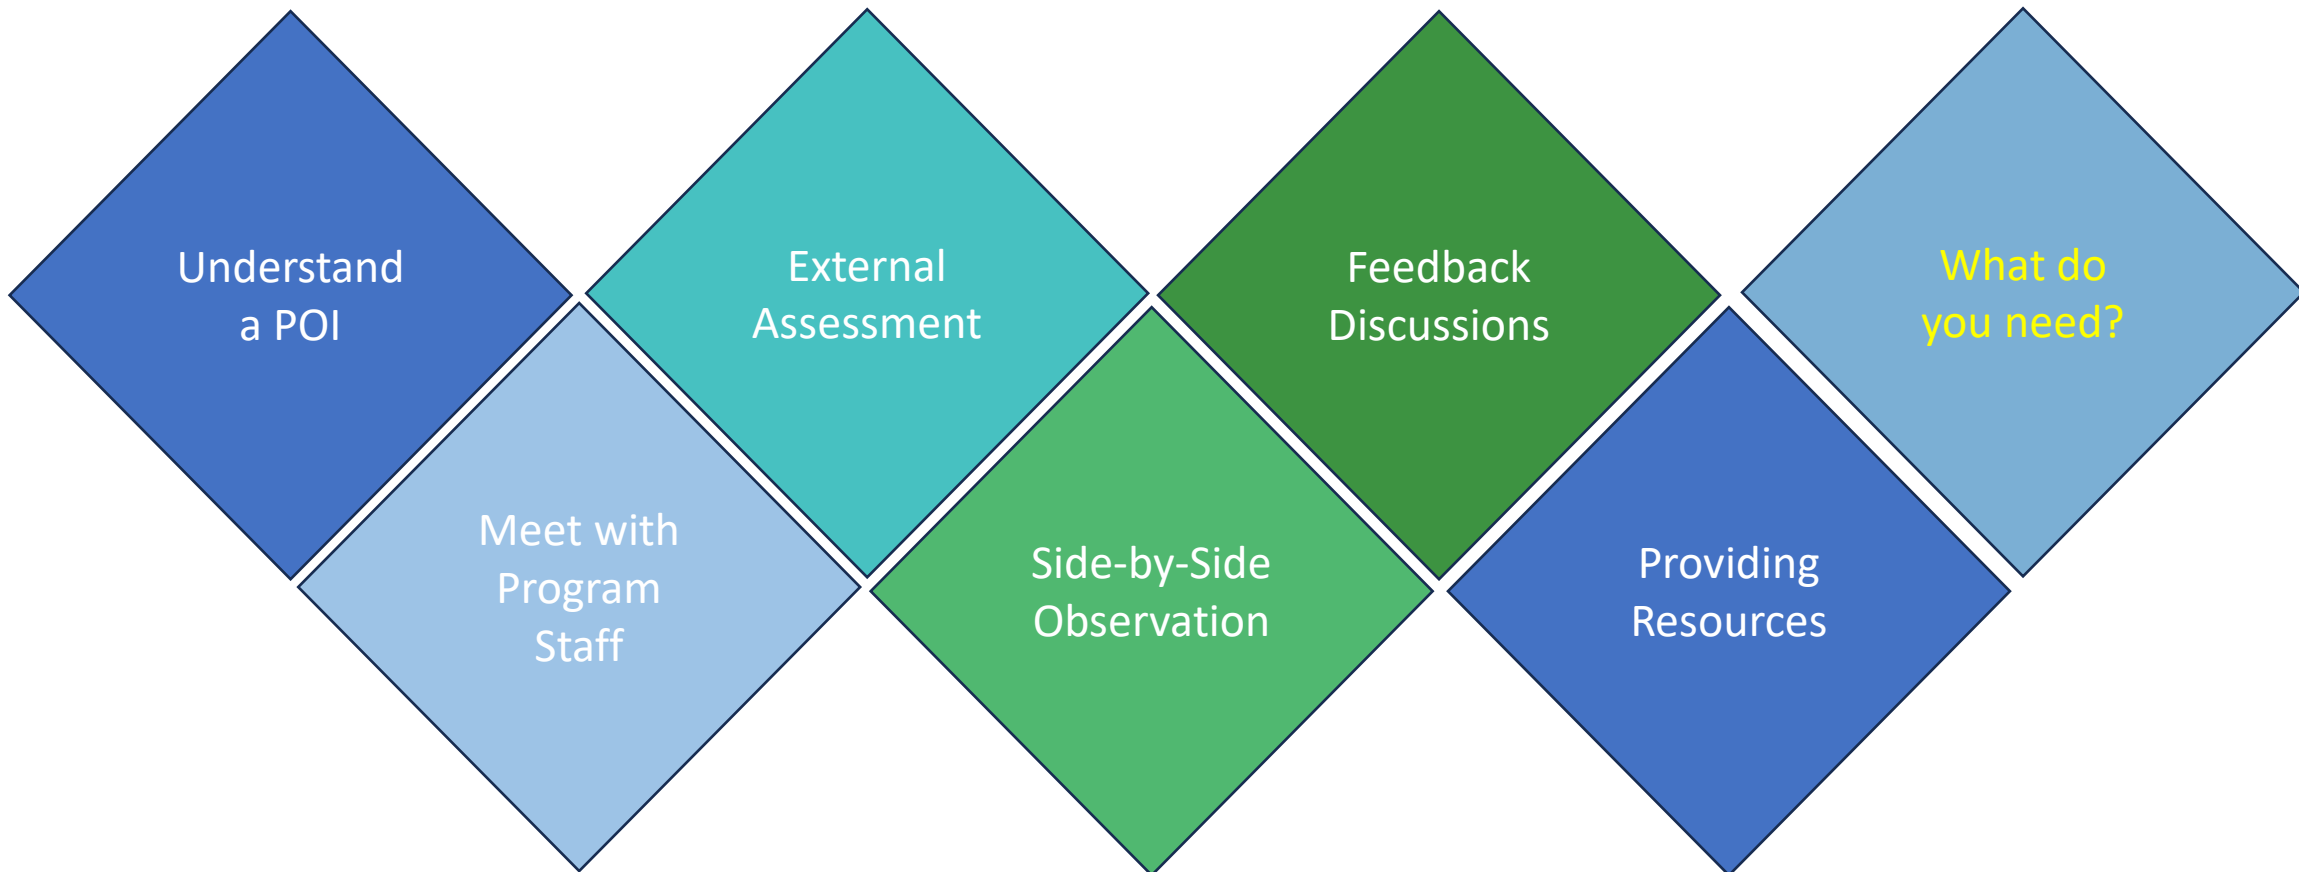 Understand
a POI
Meet with
Program
Staff
External
Assessment
Side-by-Side
Observation
Feedback
Discussions
Providing
Resources
What do
you need?